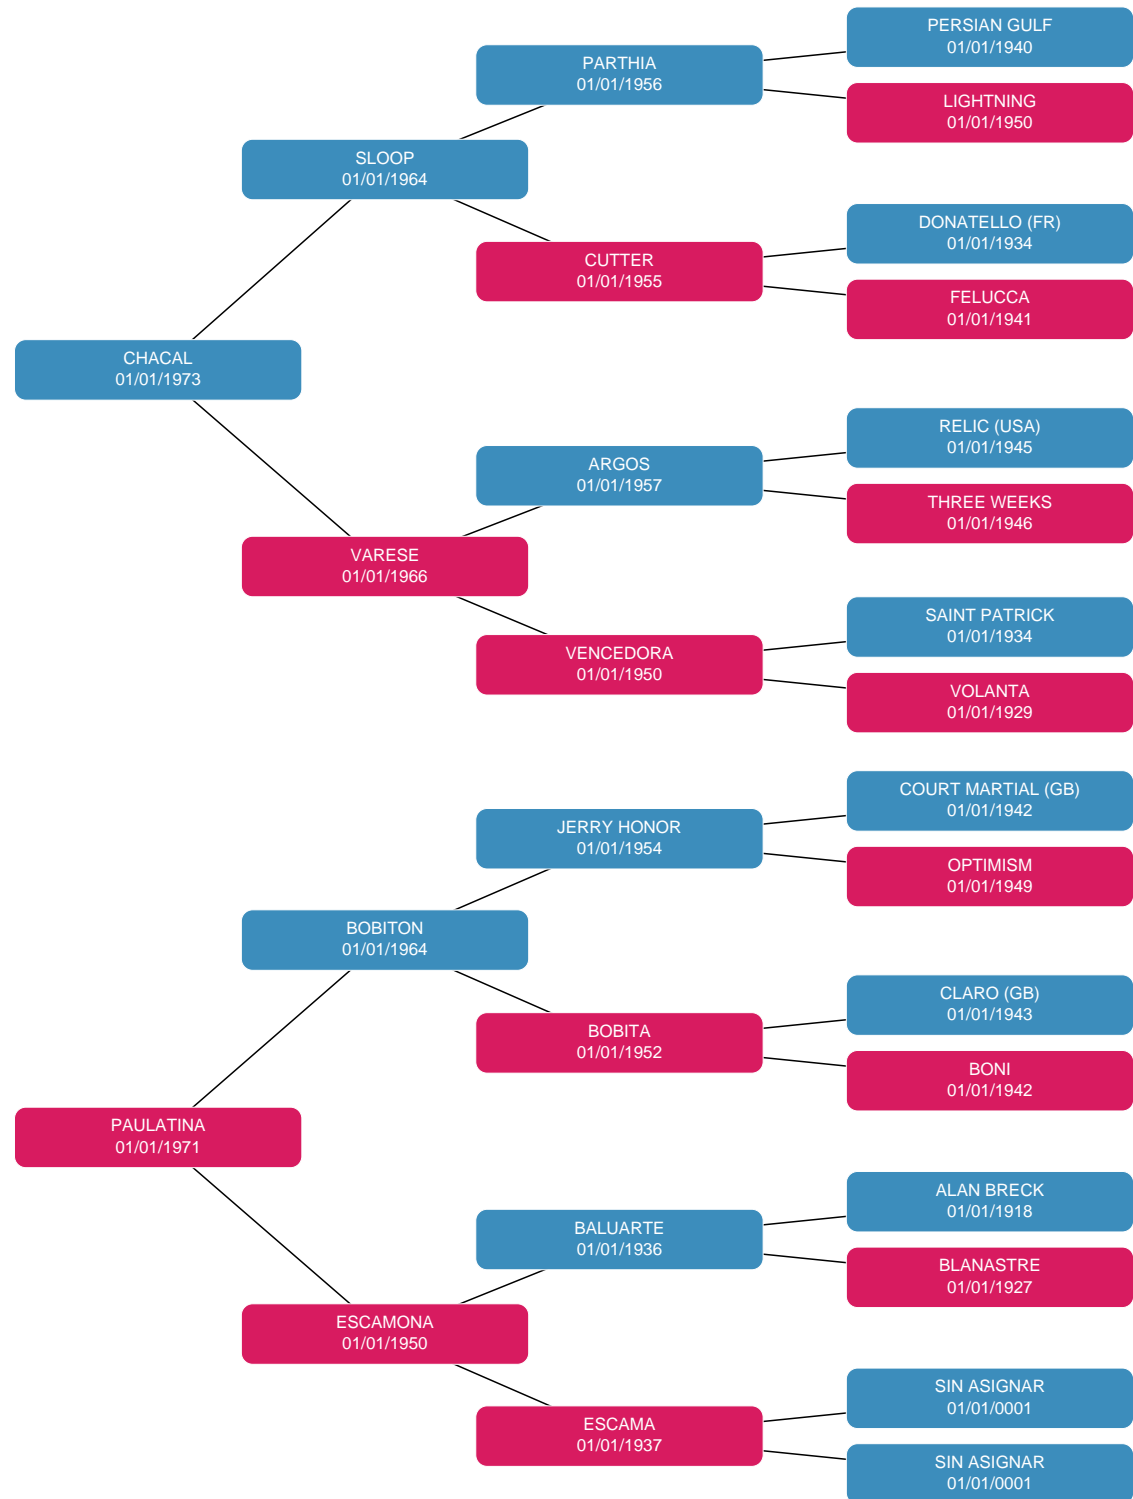 PERSIAN GULF
01/01/1940
PARTHIA
01/01/1956
LIGHTNING
01/01/1950
SLOOP
01/01/1964
DONATELLO (FR)
01/01/1934
CUTTER
01/01/1955
FELUCCA
01/01/1941
CHACAL
01/01/1973
RELIC (USA)
01/01/1945
ARGOS
01/01/1957
THREE WEEKS
01/01/1946
VARESE
01/01/1966
SAINT PATRICK
01/01/1934
VENCEDORA
01/01/1950
VOLANTA
01/01/1929
COURT MARTIAL (GB)
01/01/1942
JERRY HONOR
01/01/1954
OPTIMISM
01/01/1949
BOBITON
01/01/1964
CLARO (GB)
01/01/1943
BOBITA
01/01/1952
BONI
01/01/1942
PAULATINA
01/01/1971
ALAN BRECK
01/01/1918
BALUARTE
01/01/1936
BLANASTRE
01/01/1927
ESCAMONA
01/01/1950
SIN ASIGNAR
01/01/0001
ESCAMA
01/01/1937
SIN ASIGNAR
01/01/0001